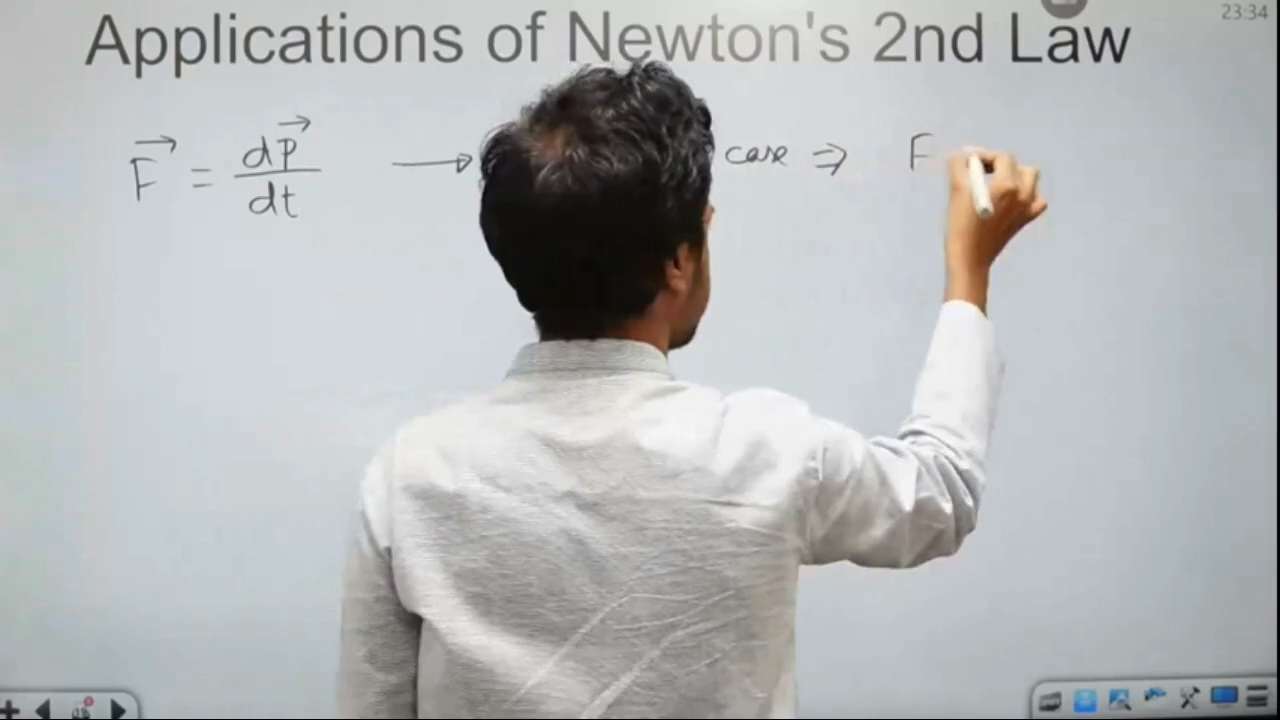 23:34
Applications of Newton's 2nd Law
F⃗ = dp⃗/dt → case ⇒ F